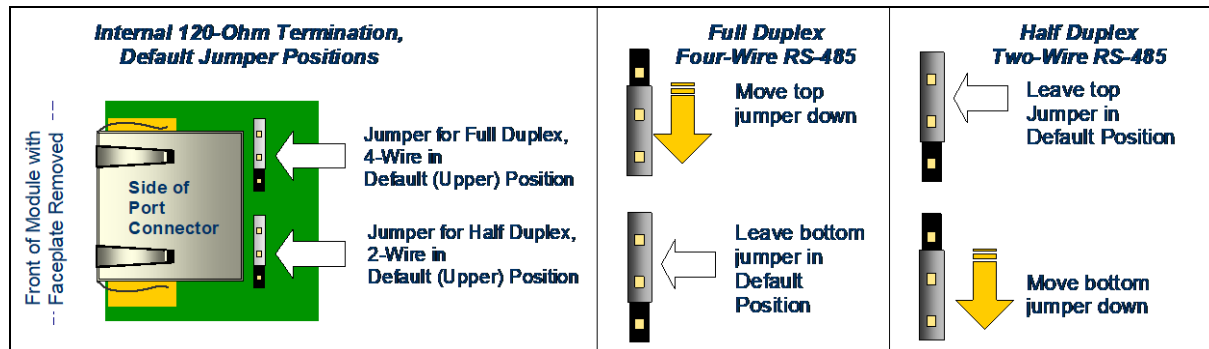 Internal 120-Ohm Termination,
Default Jumper Positions
Front of Module with
--- Faceplate Removed ---
Side of
Port
Connector
Jumper for Full Duplex,
4-Wire in
Default (Upper) Position
Jumper for Half Duplex,
2-Wire in
Default (Upper) Position
Full Duplex
Four-Wire RS-485
Move top
jumper down
Leave bottom
jumper in
Default
Position
Half Duplex
Two-Wire RS-485
Leave top
Jumper in
Default Position
Move bottom
jumper down